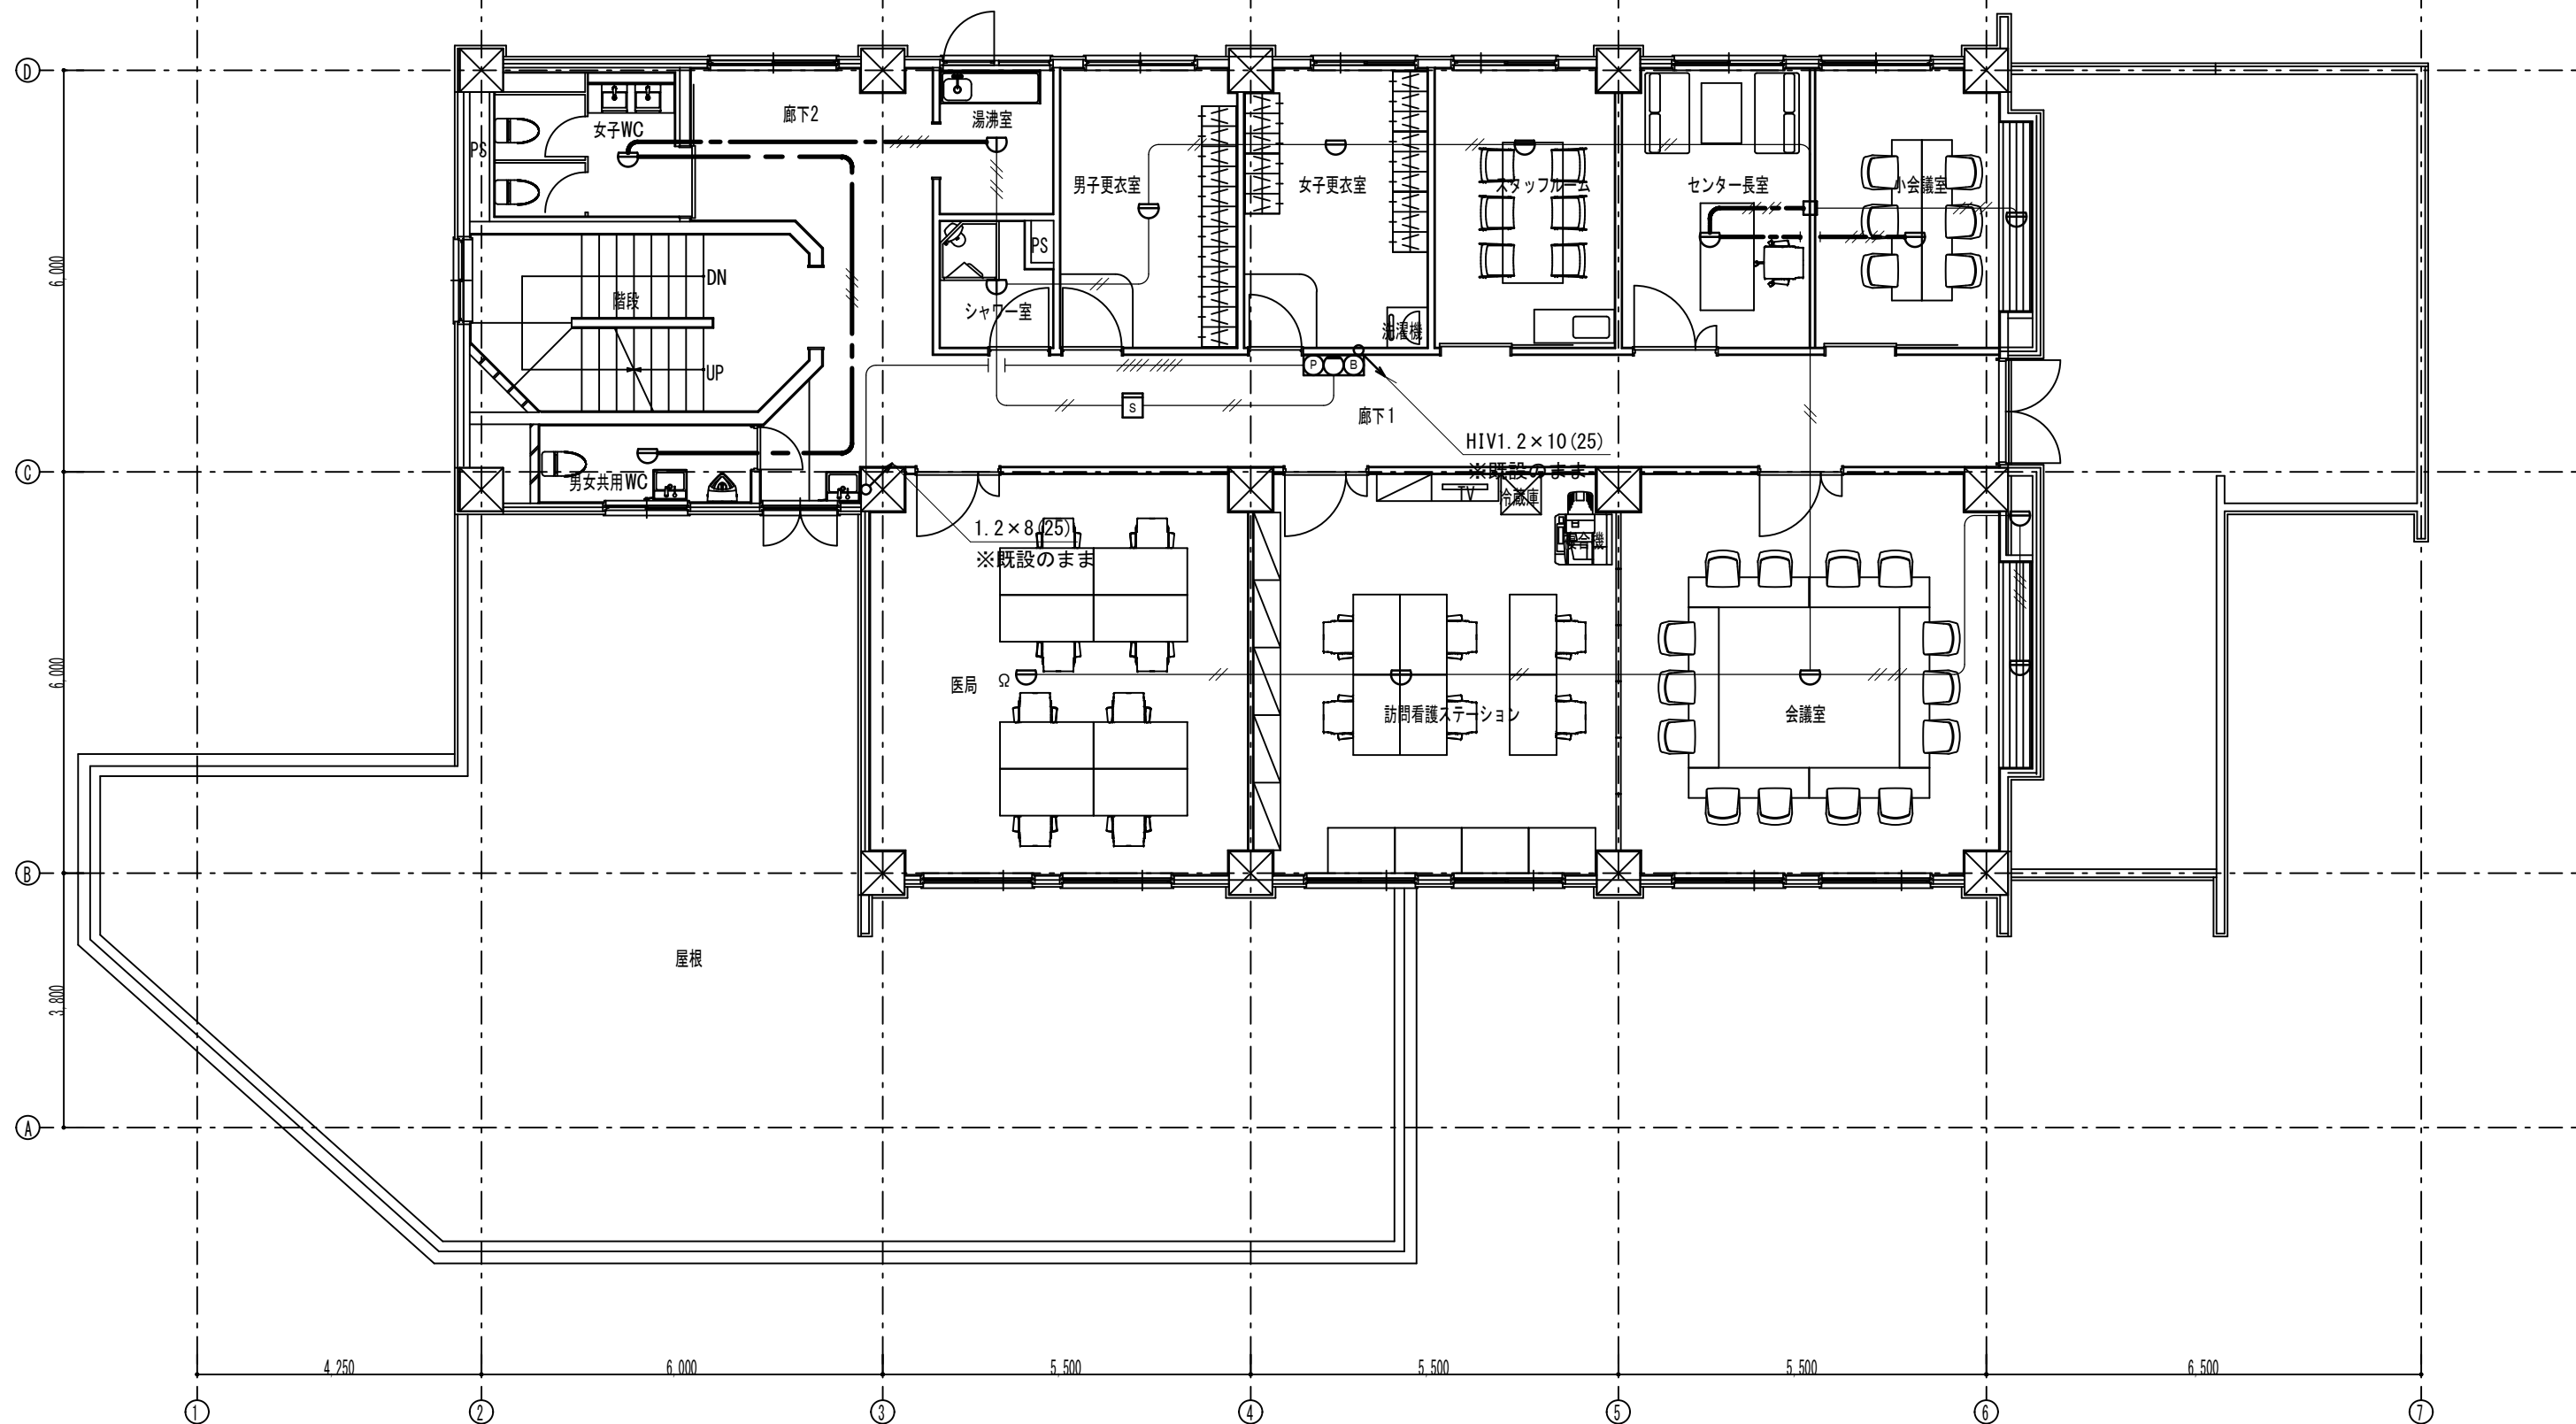 D
廊下2
湯沸室
女子WC
PS
男子更衣室
女子更衣室
スタッフルーム
センター長室
小会議室
PS
6,000
DN
階段
シャワー室
洗濯機
P
B
UP
S
廊下1
HIV1.2×10(25)
※既設のまま
C
男女共用WC
TV
冷蔵庫
1.2×8(25)
※既設のまま
複合機
6,000
医局
Ω
訪問看護ステーション
会議室
B
屋根
3,800
A
4,250
6,000
5,500
5,500
5,500
6,500
1
2
3
4
5
6
7